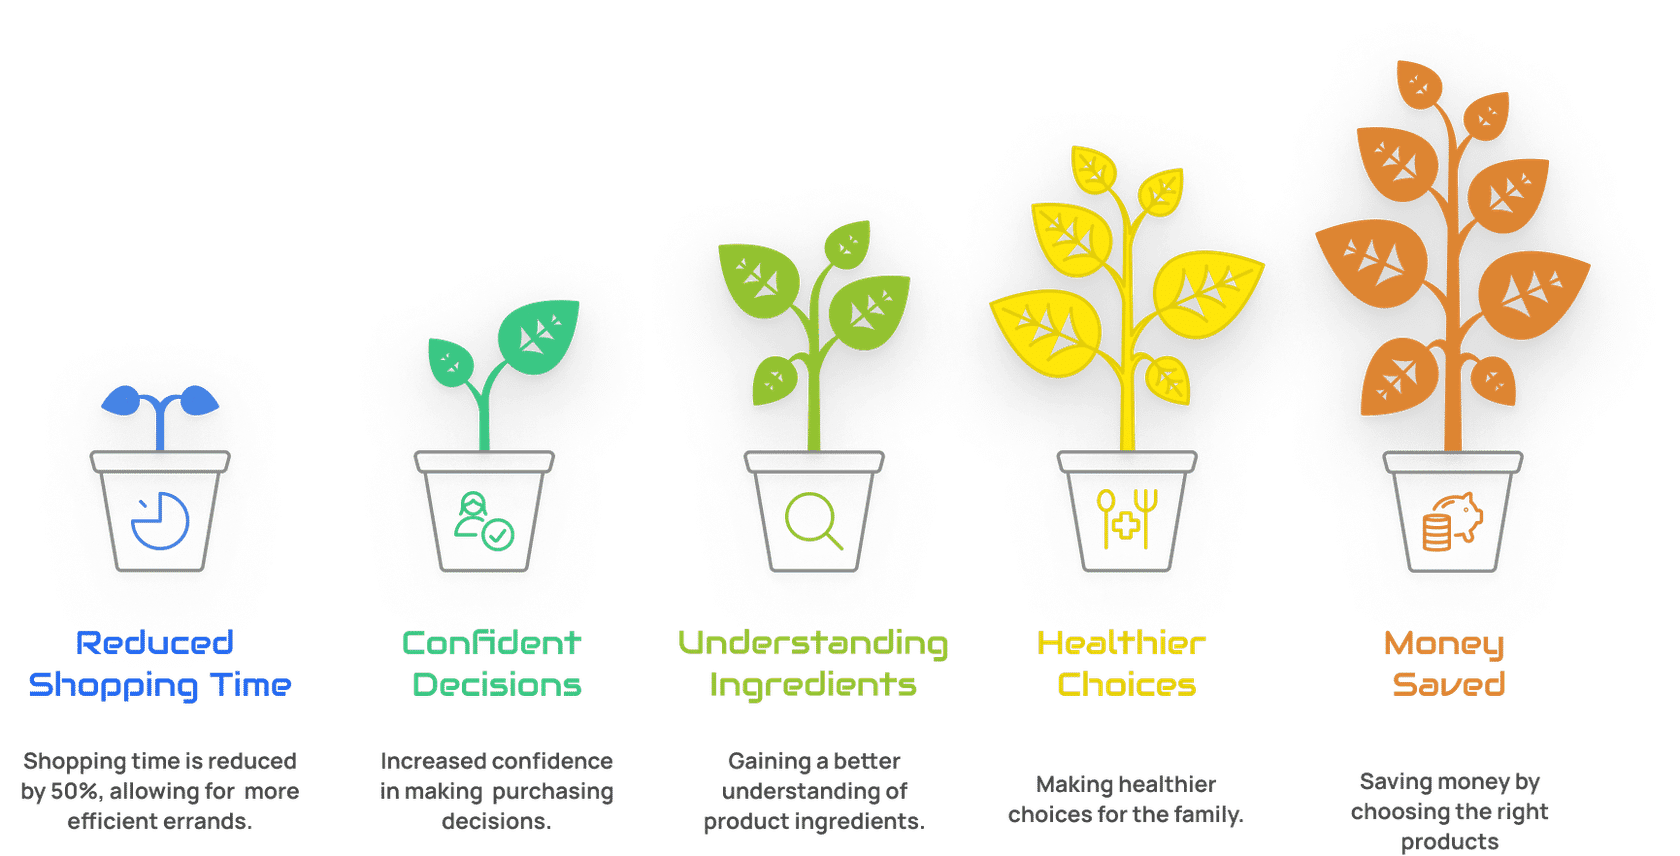 Reduced
Shopping Time
Shopping time is reduced
by 50%, allowing for more
efficient errands.
Confident
Decisions
Increased confidence
in making purchasing
decisions.
Understanding
Ingredients
Gaining a better
understanding of
product ingredients.
Healthier
Choices
Making healthier
choices for the family.
Money
Saved
Saving money by
choosing the right
products